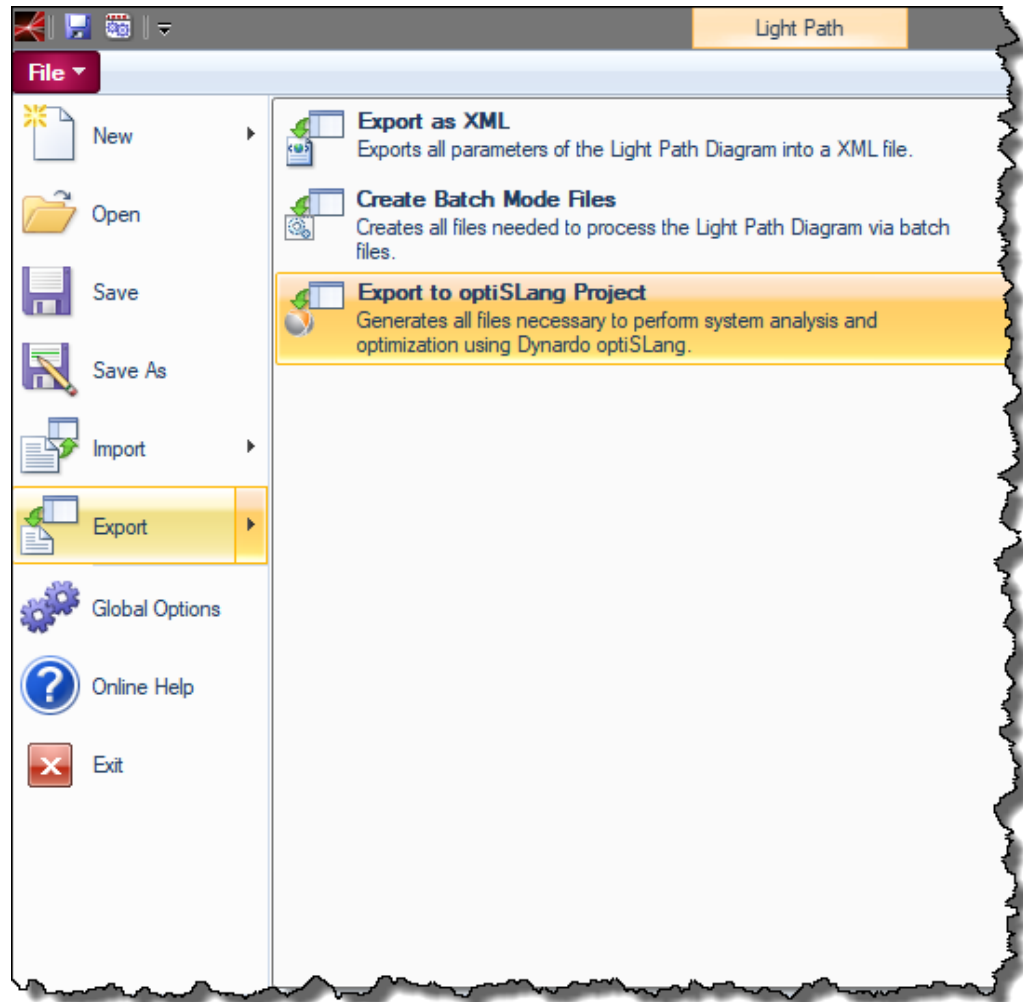 Light Path
File
New
Export as XML
Exports all parameters of the Light Path Diagram into a XML file.
Open
Create Batch Mode Files
Creates all files needed to process the Light Path Diagram via batch
files.
Save
Export to optiSLang Project
Generates all files necessary to perform system analysis and
optimization using Dynardo optiSLang.
Save As
Import
Export
Global Options
Online Help
Exit